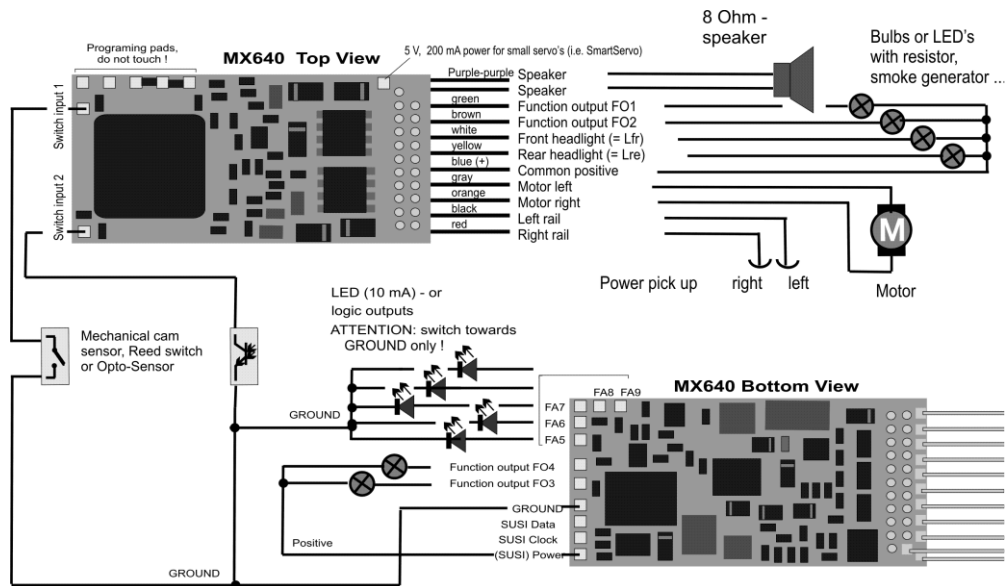 8 Ohm -
speaker
Bulbs or LED's
with resistor,
smoke generator ...
Programing pads,
do not touch !
MX640 Top View
5 V, 200 mA power for small servo's (i.e. SmartServo)
Switch input 1
Switch input 2
Purple-purple Speaker
Speaker
green Function output FO1
brown Function output FO2
white Front headlight (= Lfr)
yellow Rear headlight (= Lre)
blue (+) Common positive
gray Motor left
orange Motor right
black Left rail
red Right rail
M
Power pick up right left Motor
LED (10 mA) - or
logic outputs
ATTENTION: switch towards
GROUND only !
Mechanical cam
sensor, Reed switch
or Opto-Sensor
MX640 Bottom View
FA8 FA9
FA7
FA6
FA5
GROUND
Function output FO4
Function output FO3
GROUND
SUSI Data
SUSI Clock
(SUSI) Power
Positive
GROUND